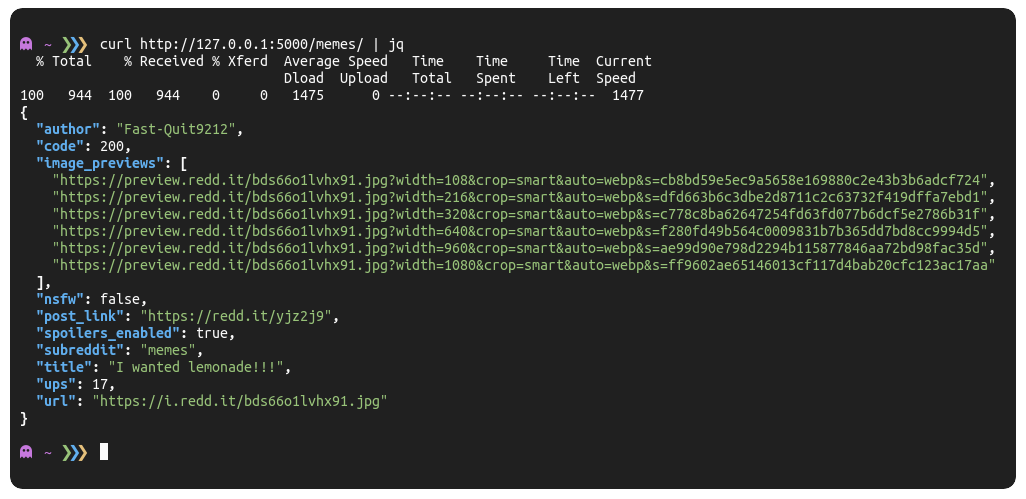 ~ ❯❯❯ curl http://127.0.0.1:5000/memes/ | jq
% Total % Received % Xferd Average Speed Time Time Time Current
Dload Upload Total Spent Left Speed
100 944 100 944 0 0 1475 0 --:--:-- --:--:-- --:--:-- 1477
{
"author": "Fast-Quit9212",
"code": 200,
"image_previews": [
"https://preview.redd.it/bds66o1lvhx91.jpg?width=108&crop=smart&auto=webp&s=cb8bd59e5ec9a5658e169880c2e43b3b6adcf724",
"https://preview.redd.it/bds66o1lvhx91.jpg?width=216&crop=smart&auto=webp&s=dfd663b6c3dbe2d8711c2c63732f419dffa7ebd1",
"https://preview.redd.it/bds66o1lvhx91.jpg?width=320&crop=smart&auto=webp&s=c778c8ba62647254fd63fd077b6dcf5e2786b31f",
"https://preview.redd.it/bds66o1lvhx91.jpg?width=640&crop=smart&auto=webp&s=f280fd49b564c0009831b7b365dd7bd8cc9994d5",
"https://preview.redd.it/bds66o1lvhx91.jpg?width=960&crop=smart&auto=webp&s=ae99d90e798d2294b115877846aa72bd98fac35d",
"https://preview.redd.it/bds66o1lvhx91.jpg?width=1080&crop=smart&auto=webp&s=ff9602ae65146013cf117d4bab20cfc123ac17aa"
],
"nsfw": false,
"post_link": "https://redd.it/yjz2j9",
"spoilers_enabled": true,
"subreddit": "memes",
"title": "I wanted lemonade!!!",
"ups": 17,
"url": "https://i.redd.it/bds66o1lvhx91.jpg"
}
~ ❯❯❯